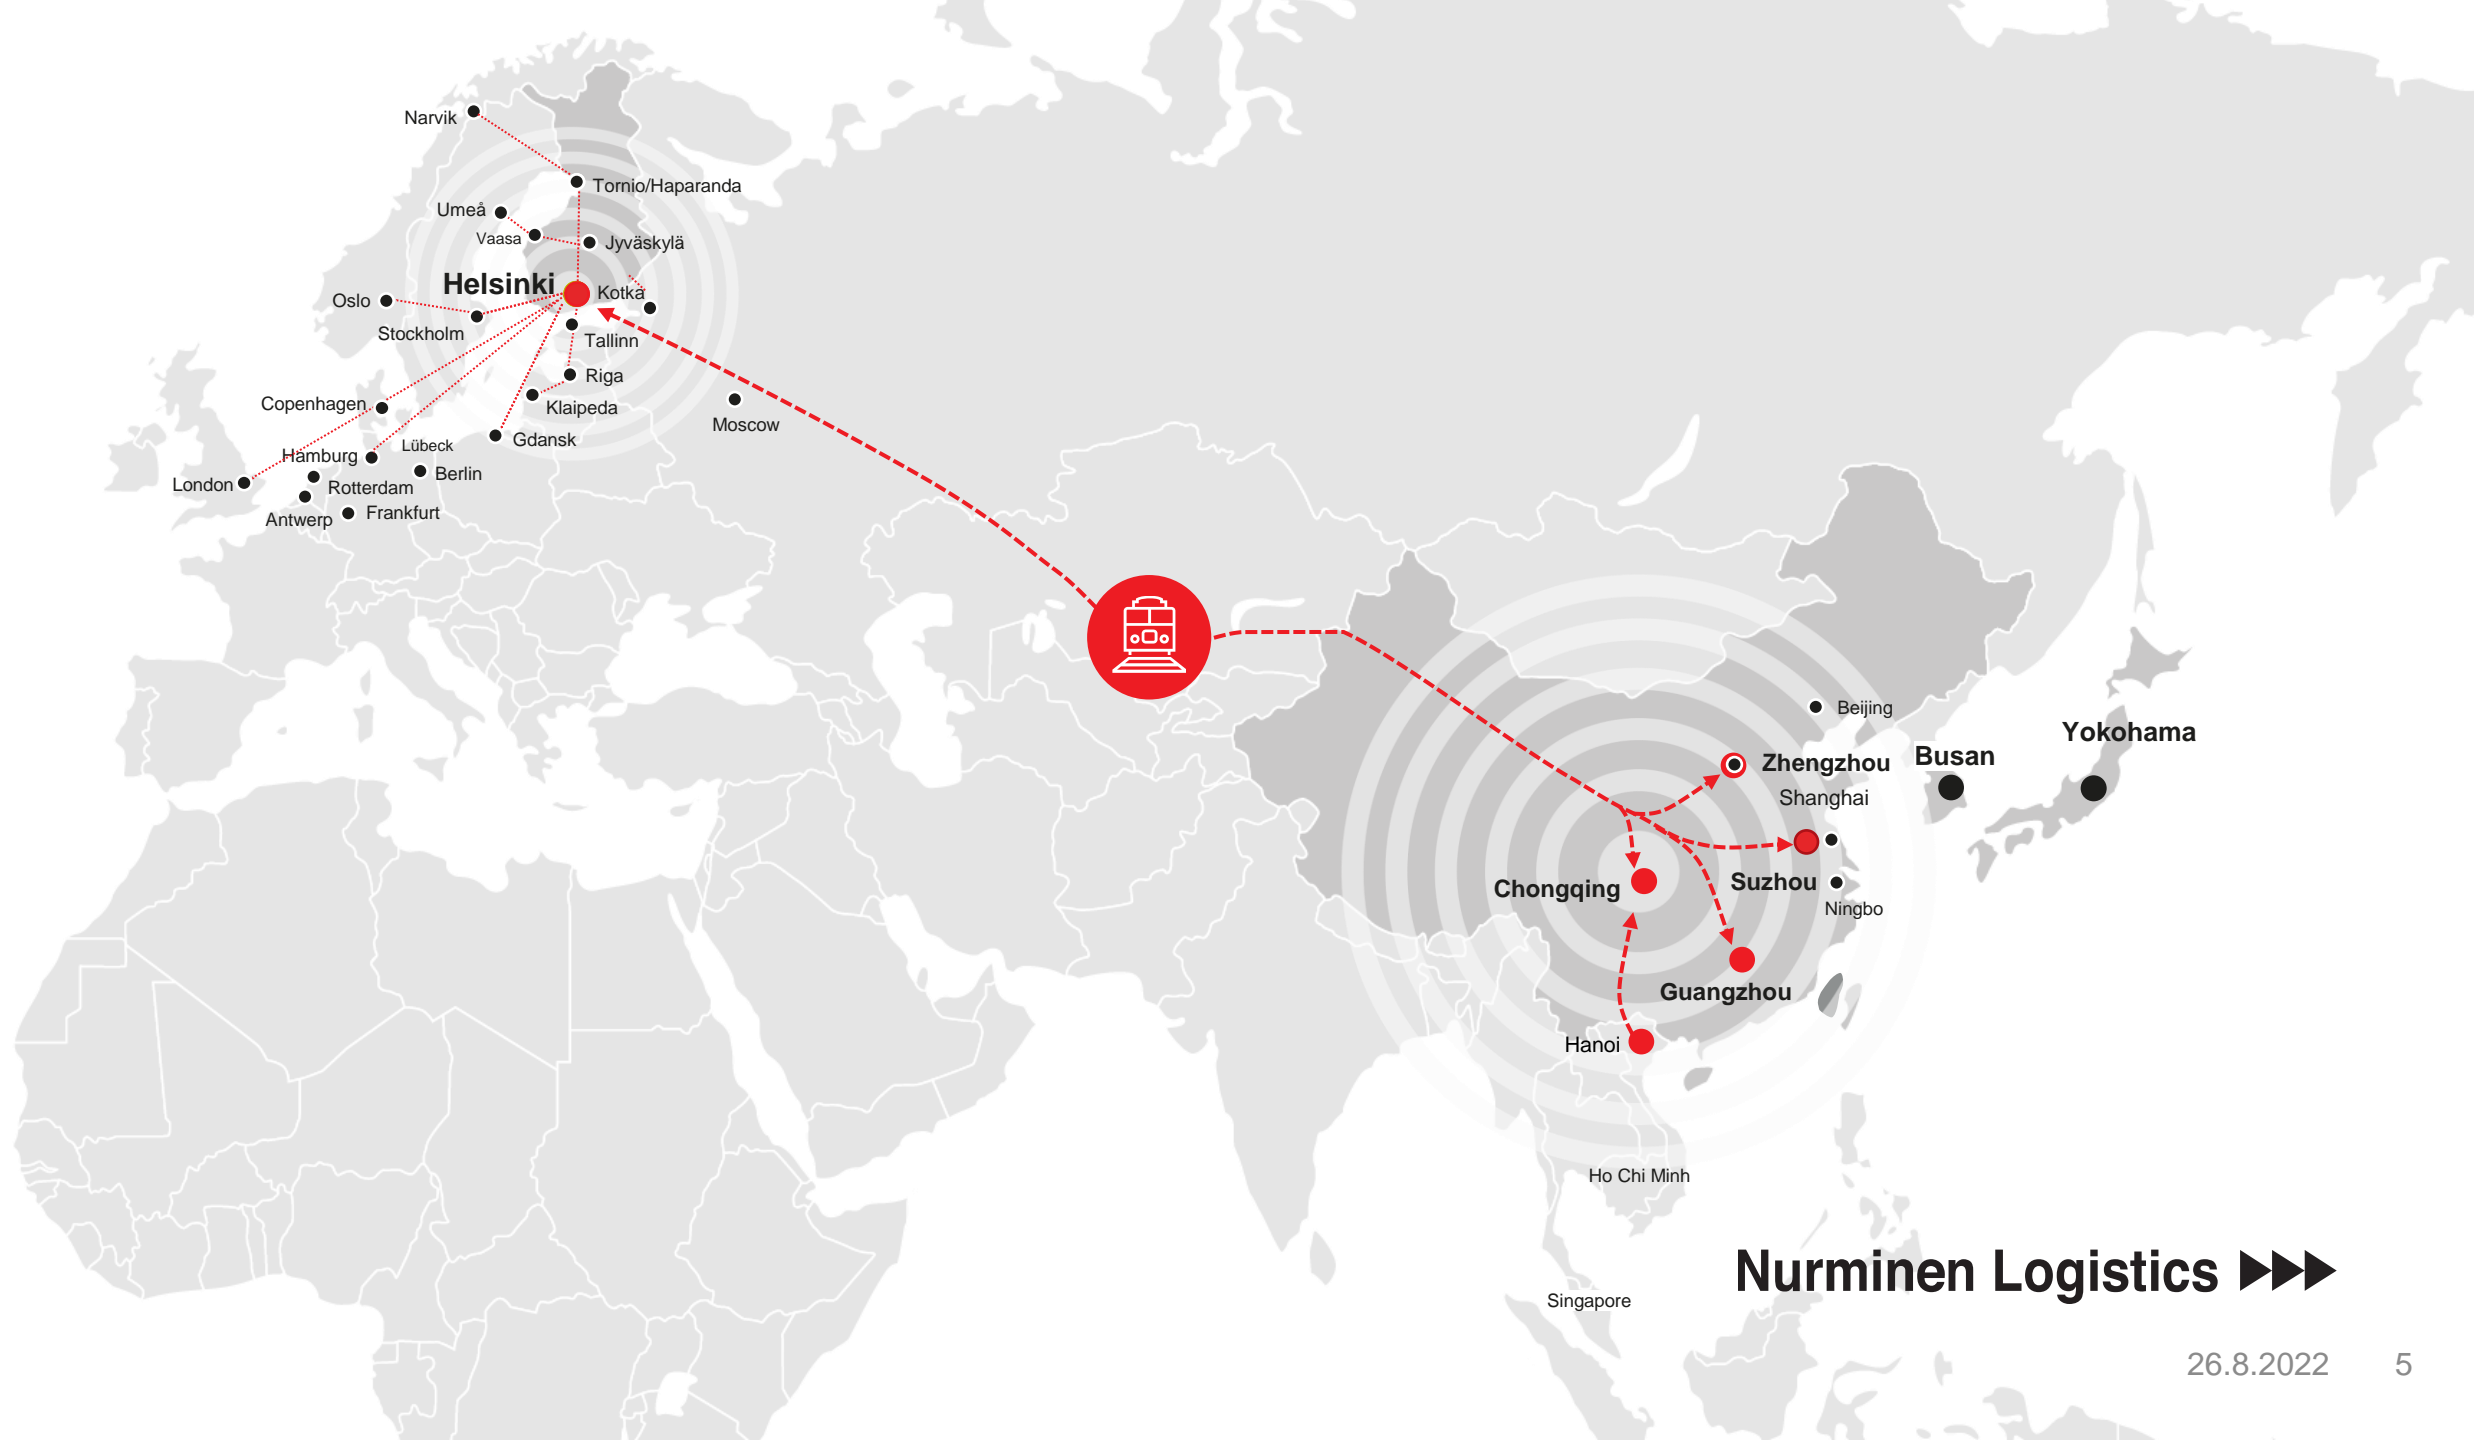 Narvik
Tornio/Haparanda
Umeå
Vaasa
Jyväskylä
Helsinki
Kotka
Oslo
Stockholm
Tallinn
Riga
Copenhagen
Klaipeda
Moscow
Gdansk
Lübeck
Hamburg
Berlin
London
Rotterdam
Antwerp
Frankfurt
Beijing
Yokohama
Busan
Zhengzhou
Shanghai
Chongqing
Suzhou
Ningbo
Guangzhou
Hanoi
Ho Chi Minh
Singapore
Nurminen Logistics
26.8.2022 5